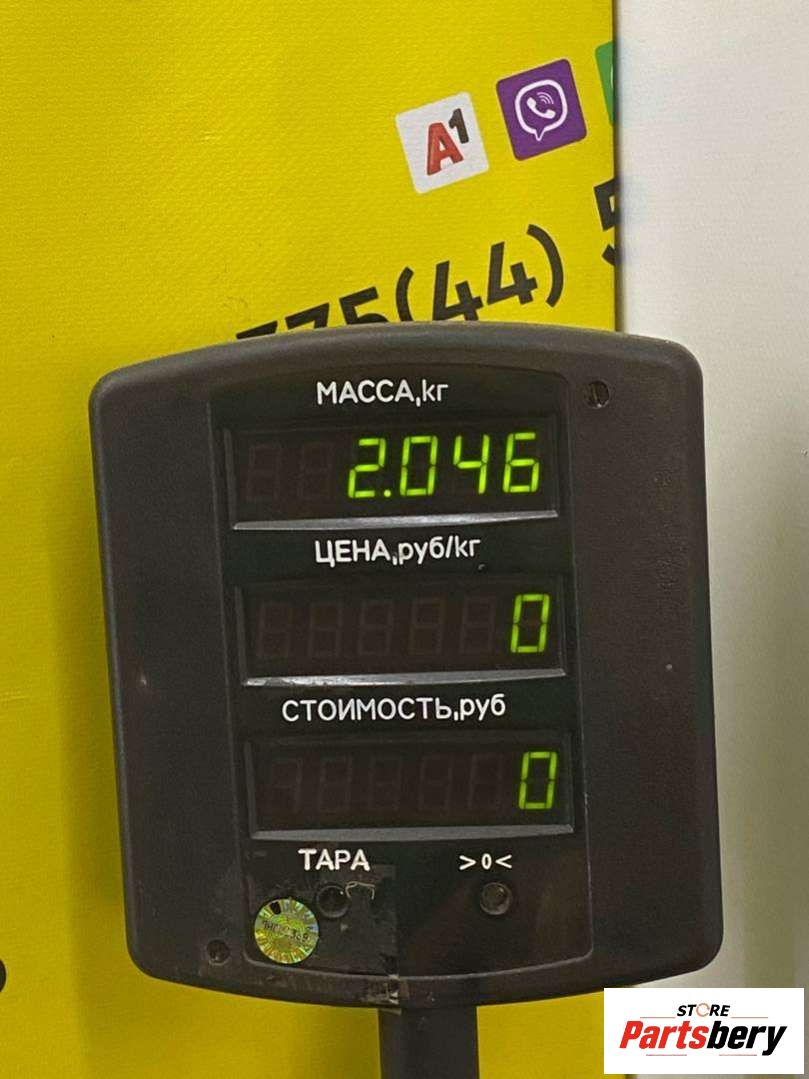 A1
375(44) 5
МАССА,кг
2.046
ЦЕНА,руб/кг
0
СТОИМОСТЬ,руб
0
ТАРА >0<
STORE
Partsbery